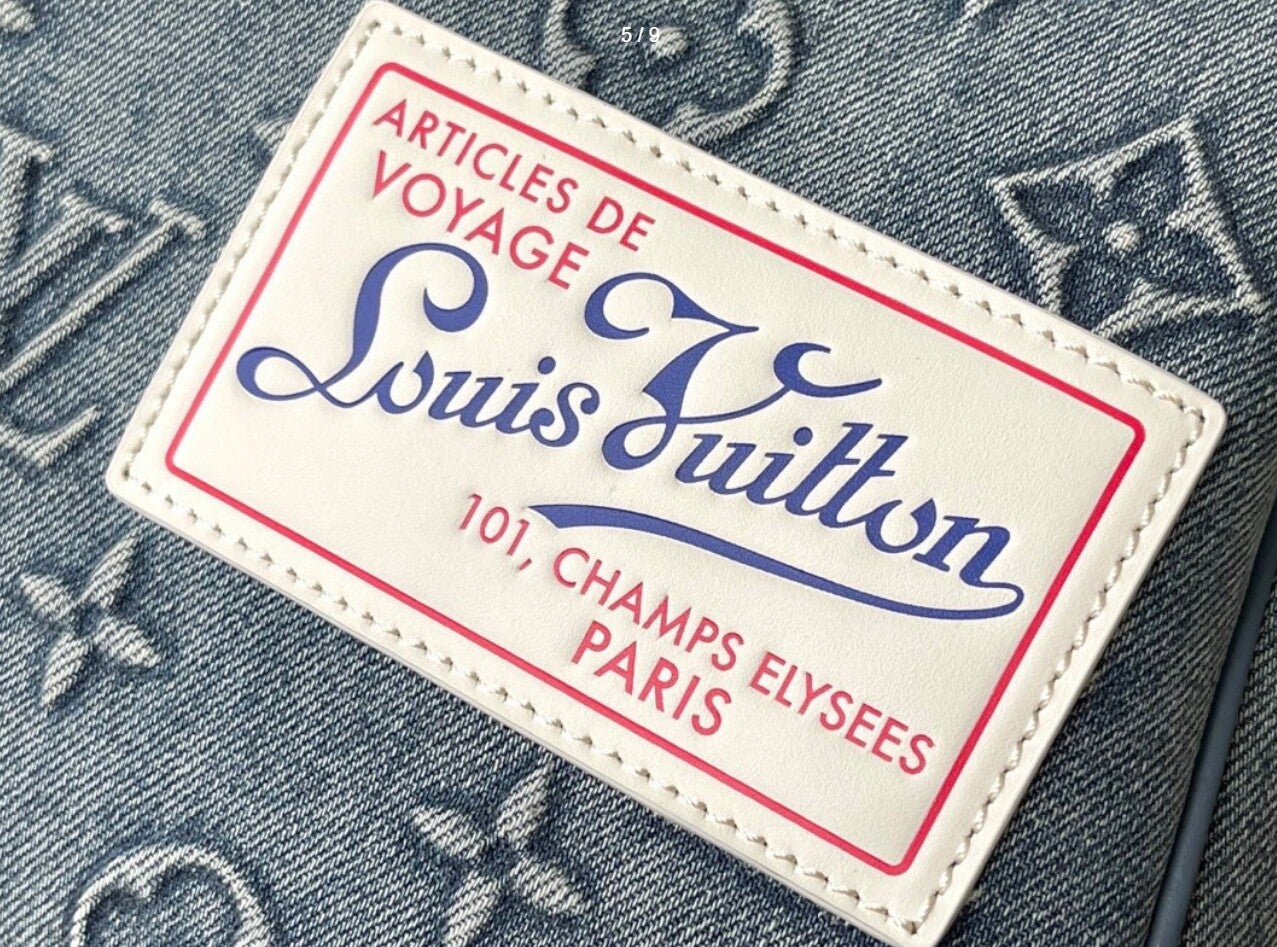 5/9
ARTICLES DE
VOYAGE
Louis Vuitton
101, CHAMPS ELYSEES
PARIS